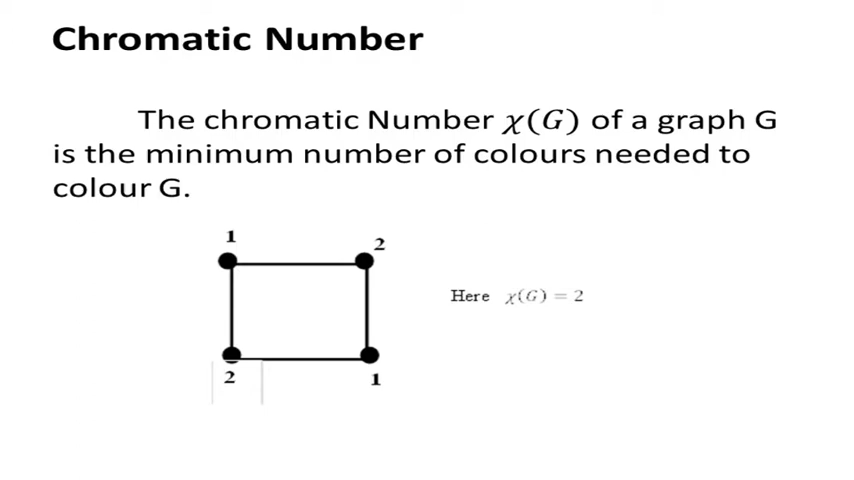 Chromatic Number
The chromatic Number χ(G) of a graph G
is the minimum number of colours needed to
colour G.
1
2
Here χ(G) = 2
2
1